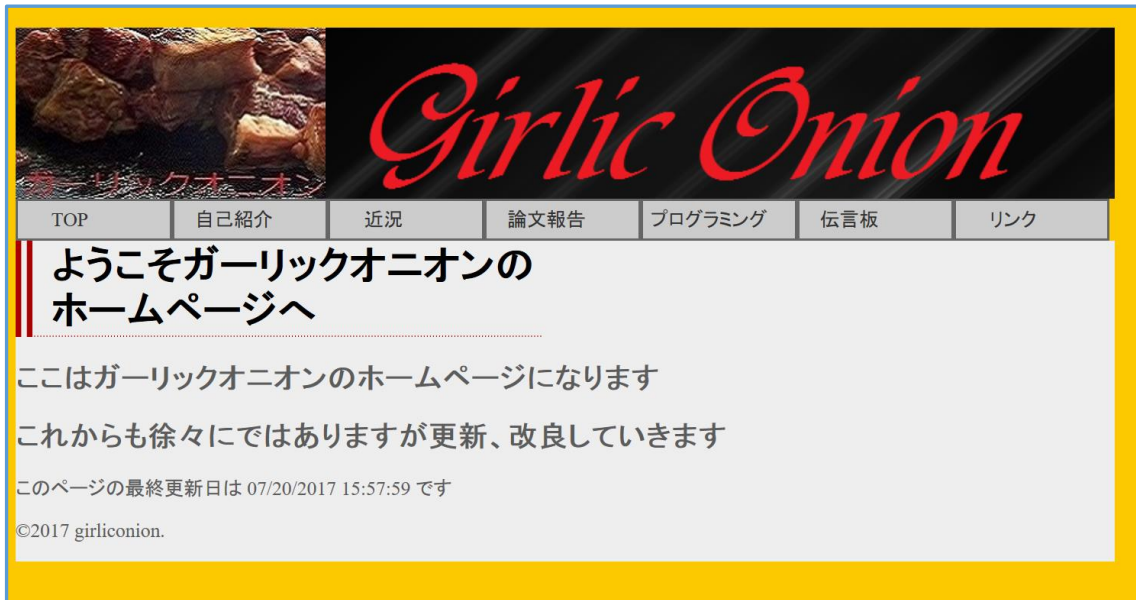 Girlic Onion
ガーリックオニオン
TOP
自己紹介
近況
論文報告
プログラミング
伝言板
リンク
ようこそガーリックオニオンの
ホームページへ
ここはガーリックオニオンのホームページになります
これからも徐々にではありますが更新、改良していきます
このページの最終更新日は 07/20/2017 15:57:59 です
©2017 girliconion.